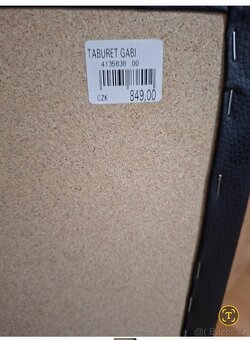 TABURET GABI
4135838 00
CZK 849,00
T
Bazos.cz